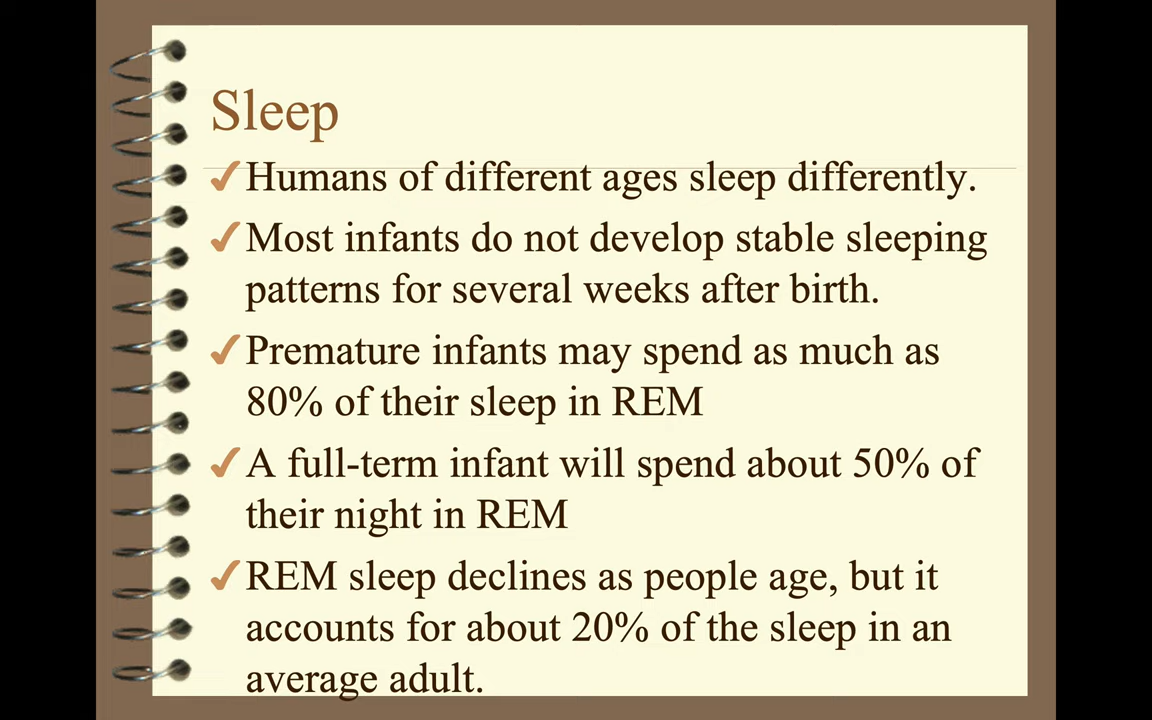 Sleep
✓Humans of different ages sleep differently.
✓Most infants do not develop stable sleeping
patterns for several weeks after birth.
✓Premature infants may spend as much as
80% of their sleep in REM
✓A full-term infant will spend about 50% of
their night in REM
✓REM sleep declines as people age, but it
accounts for about 20% of the sleep in an
average adult.